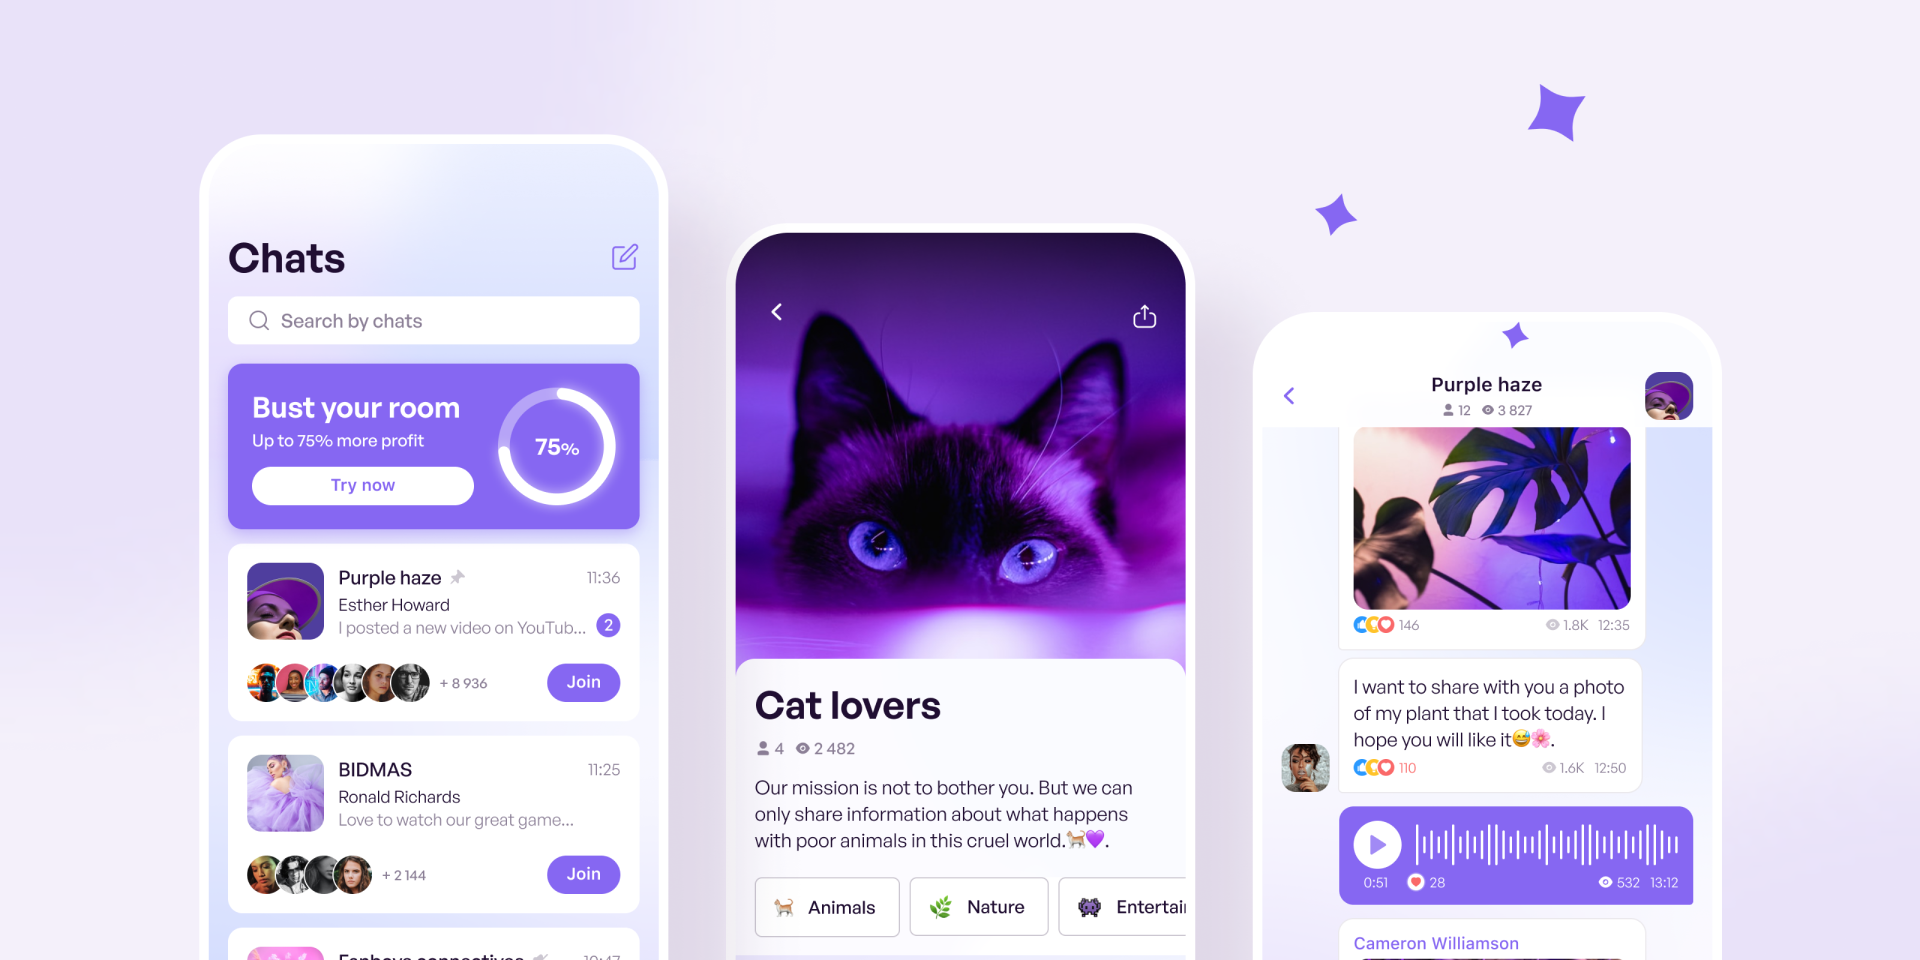 Chats
Search by chats
Bust your room
Up to 75% more profit
Try now
75%
Purple haze
11:36
Esther Howard
I posted a new video on YouTub...
2
+ 8 936
Join
BIDMAS
11:25
Ronald Richards
Love to watch our great game...
+ 2 144
Join
Cat lovers
4
2 482
Our mission is not to bother you. But we can
only share information about what happens
with poor animals in this cruel world.🐈💜.
Animals
Nature
Entertai
Purple haze
12
3 827
146
1.8K
12:35
I want to share with you a photo
of my plant that I took today. I
hope you will like it😅🌸.
110
1.6K
12:50
0:51
28
532
13:12
Cameron Williamson